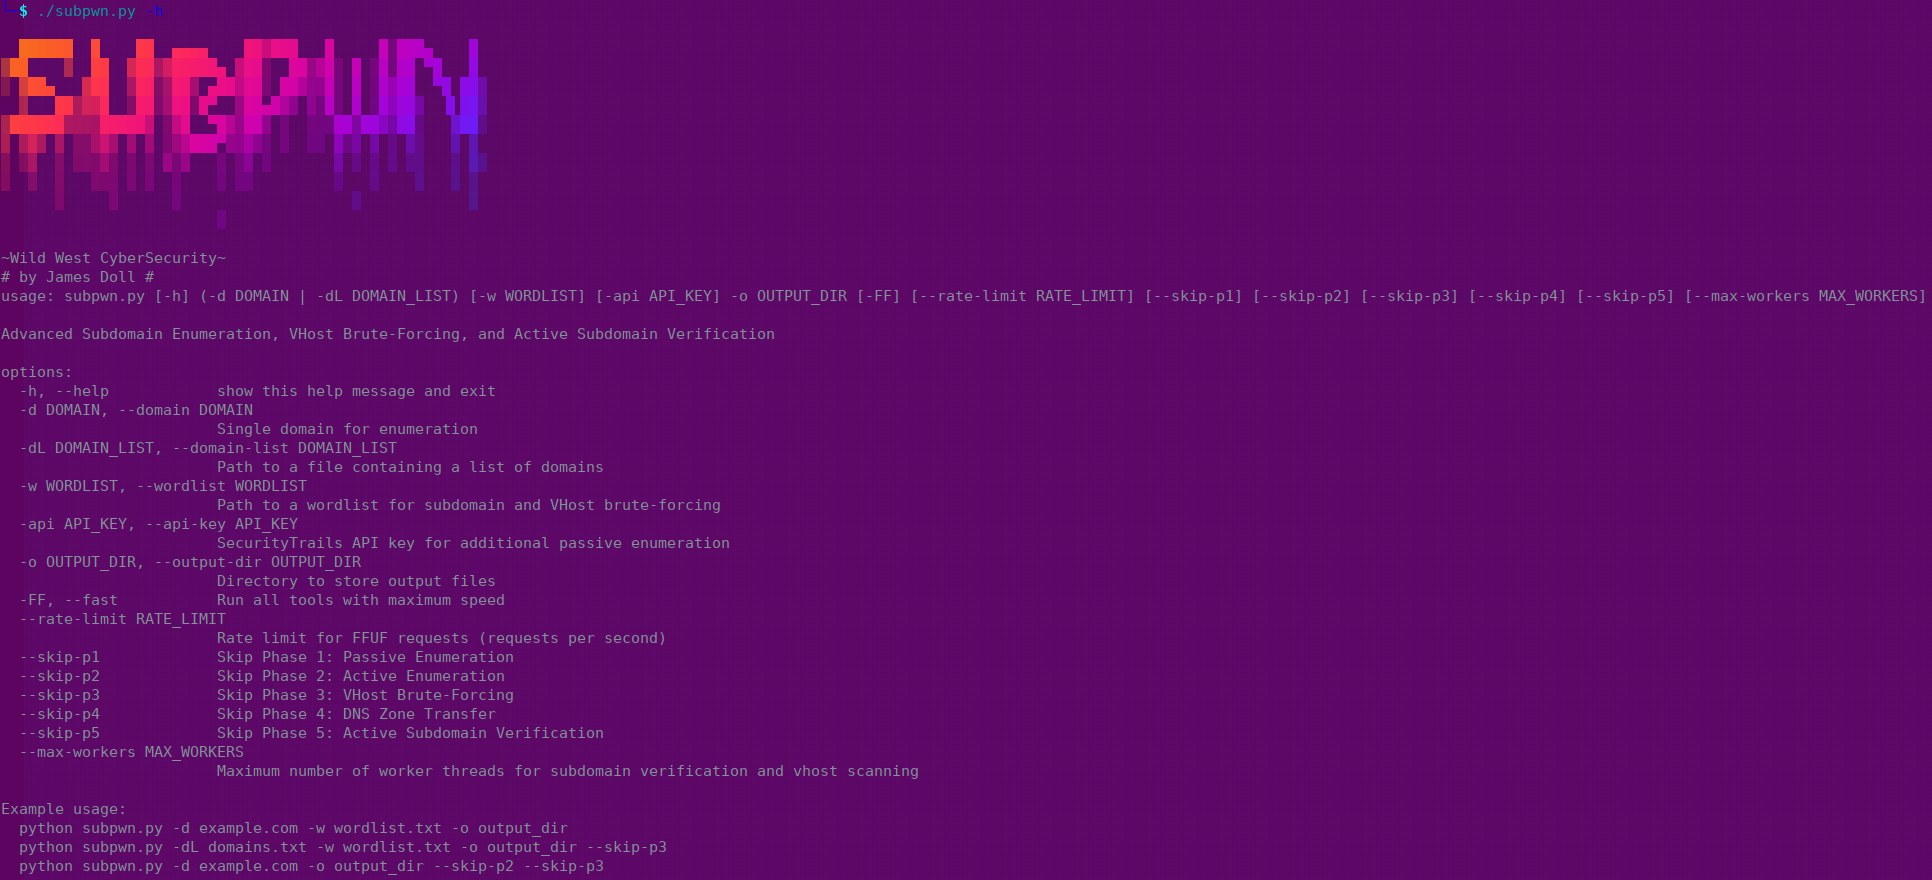 └─$ ./subpwn.py -h
SUBPWN
~Wild West CyberSecurity~
# by James Doll #
usage: subpwn.py [-h] (-d DOMAIN | -dL DOMAIN_LIST) [-w WORDLIST] [-api API_KEY] -o OUTPUT_DIR [-FF] [--rate-limit RATE_LIMIT] [--skip-p1] [--skip-p2] [--skip-p3] [--skip-p4] [--skip-p5] [--max-workers MAX_WORKERS]
Advanced Subdomain Enumeration, VHost Brute-Forcing, and Active Subdomain Verification
options:
-h, --help show this help message and exit
-d DOMAIN, --domain DOMAIN
Single domain for enumeration
-dL DOMAIN_LIST, --domain-list DOMAIN_LIST
Path to a file containing a list of domains
-w WORDLIST, --wordlist WORDLIST
Path to a wordlist for subdomain and VHost brute-forcing
-api API_KEY, --api-key API_KEY
SecurityTrails API key for additional passive enumeration
-o OUTPUT_DIR, --output-dir OUTPUT_DIR
Directory to store output files
-FF, --fast Run all tools with maximum speed
--rate-limit RATE_LIMIT
Rate limit for FFUF requests (requests per second)
--skip-p1 Skip Phase 1: Passive Enumeration
--skip-p2 Skip Phase 2: Active Enumeration
--skip-p3 Skip Phase 3: VHost Brute-Forcing
--skip-p4 Skip Phase 4: DNS Zone Transfer
--skip-p5 Skip Phase 5: Active Subdomain Verification
--max-workers MAX_WORKERS
Maximum number of worker threads for subdomain verification and vhost scanning
Example usage:
python subpwn.py -d example.com -w wordlist.txt -o output_dir
python subpwn.py -dL domains.txt -w wordlist.txt -o output_dir --skip-p3
python subpwn.py -d example.com -o output_dir --skip-p2 --skip-p3